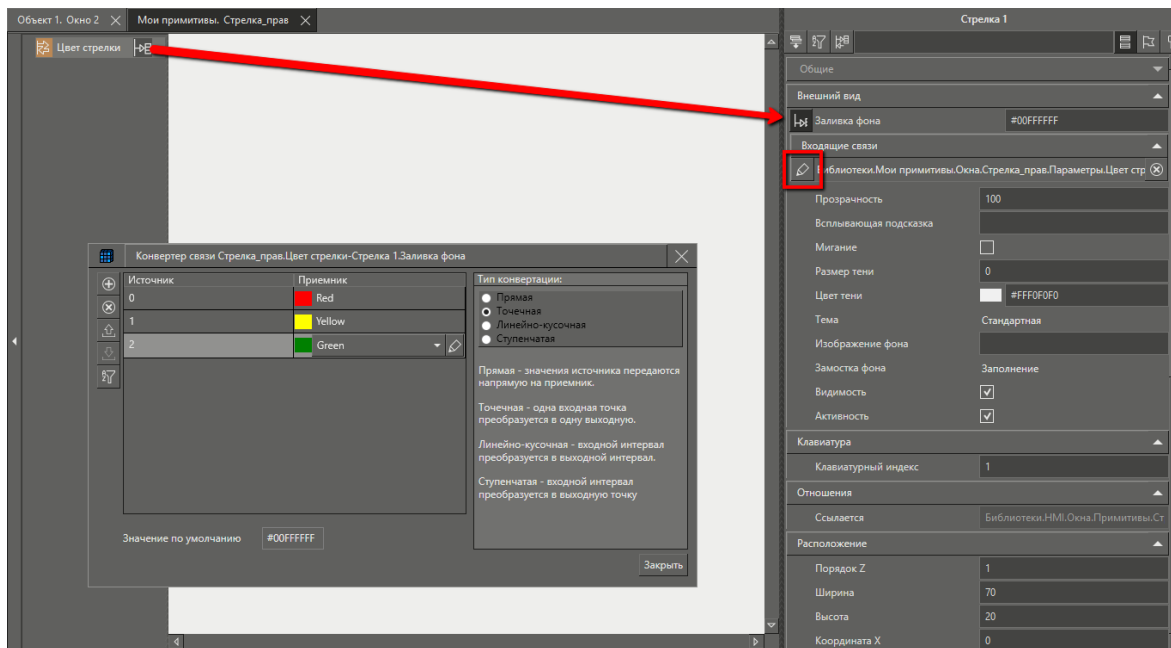 Объект 1. Окно 2
Мои примитивы. Стрелка_прав
Цвет стрелки
Конвертер связи Стрелка_прав.Цвет стрелки-Стрелка 1.Заливка фона
Источник Приемник
0 Red
1 Yellow
2 Green
Значение по умолчанию #00FFFFFF
Тип конвертации:
Прямая
Точечная
Линейно-кусочная
Ступенчатая
Прямая - значения источника передаются
напрямую на приемник.
Точечная - одна входная точка
преобразуется в одну выходную.
Линейно-кусочная - входной интервал
преобразуется в выходной интервал.
Ступенчатая - входной интервал
преобразуется в выходную точку
Закрыть
Стрелка 1
Общие
Внешний вид
Заливка фона #00FFFFFF
Входящие связи
Библиотеки.Мои примитивы.Окна.Стрелка_прав.Параметры.Цвет стр
Прозрачность 100
Всплывающая подсказка
Мигание
Размер тени 0
Цвет тени #FFF0F0F0
Тема Стандартная
Изображение фона
Замостка фона Заполнение
Видимость
Активность
Клавиатура
Клавиатурный индекс 1
Отношения
Ссылается Библиотеки.HMI.Окна.Примитивы.Ст
Расположение
Порядок Z 1
Ширина 70
Высота 20
Координата X 0